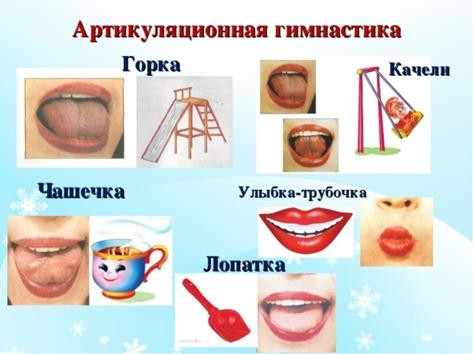 Артикуляционная гимнастика
Горка
Качели
Чашечка
Улыбка-трубочка
Лопатка